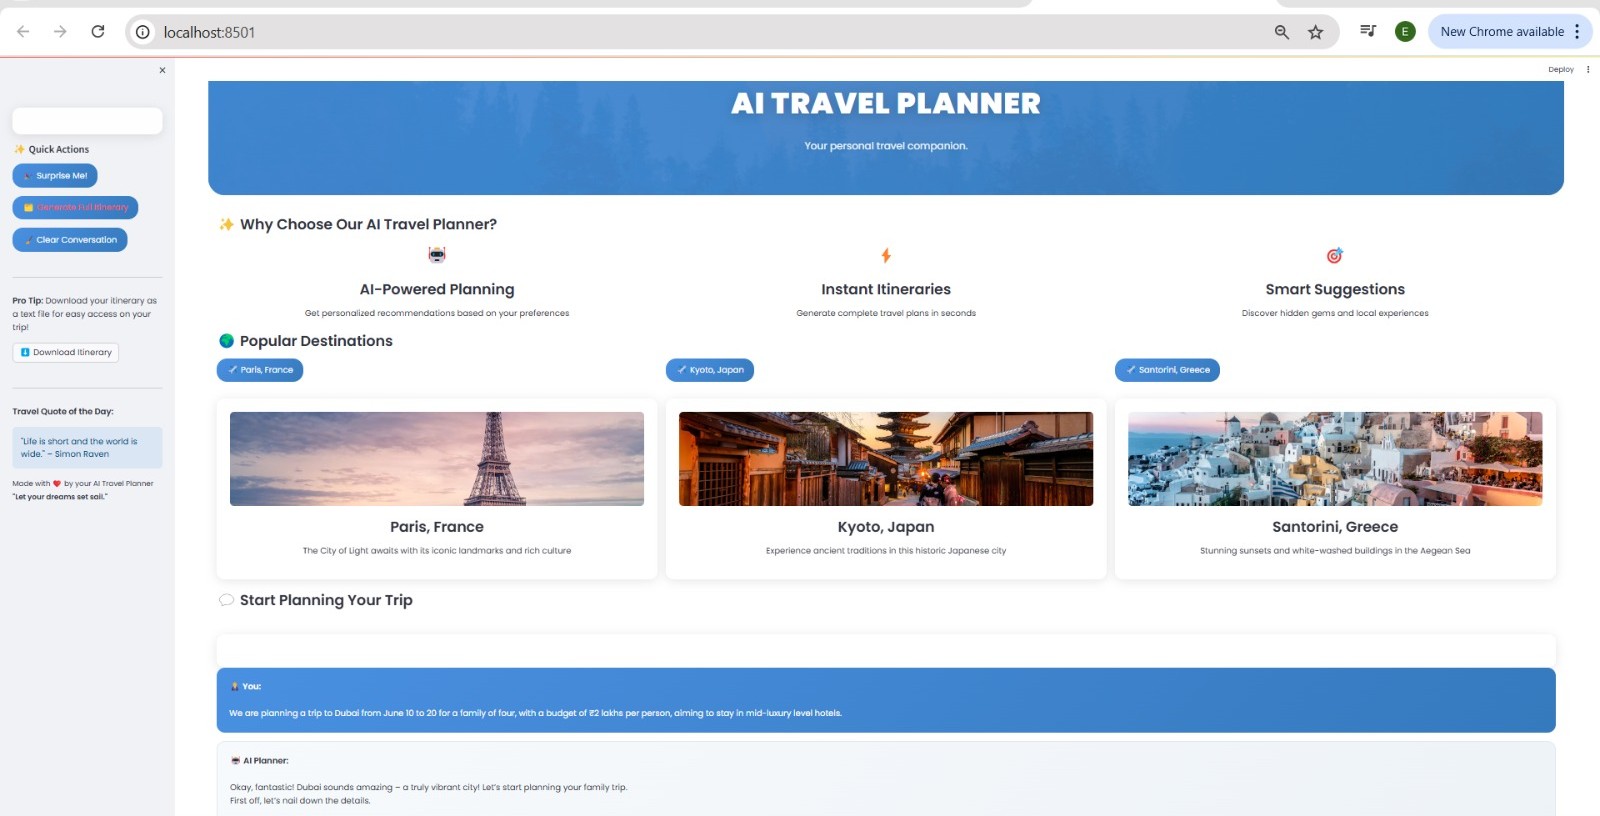 localhost:8501
E
New Chrome available
Deploy
AI TRAVEL PLANNER
Your personal travel companion.
Quick Actions
Surprise Me!
Generate Full Itinerary
Clear Conversation
Pro Tip: Download your itinerary as
a text file for easy access on your
trip!
Download Itinerary
Travel Quote of the Day:
"Life is short and the world is
wide." – Simon Raven
Made with ❤️ by your AI Travel Planner
"Let your dreams set sail."
Why Choose Our AI Travel Planner?
AI-Powered Planning
Get personalized recommendations based on your preferences
Instant Itineraries
Generate complete travel plans in seconds
Smart Suggestions
Discover hidden gems and local experiences
Popular Destinations
Paris, France
Kyoto, Japan
Santorini, Greece
Paris, France
The City of Light awaits with its iconic landmarks and rich culture
Kyoto, Japan
Experience ancient traditions in this historic Japanese city
Santorini, Greece
Stunning sunsets and white-washed buildings in the Aegean Sea
Start Planning Your Trip
You:
We are planning a trip to Dubai from June 10 to 20 for a family of four, with a budget of ₹2 lakhs per person, aiming to stay in mid-luxury level hotels.
AI Planner:
Okay, fantastic! Dubai sounds amazing – a truly vibrant city! Let's start planning your family trip.
First off, let's nail down the details.